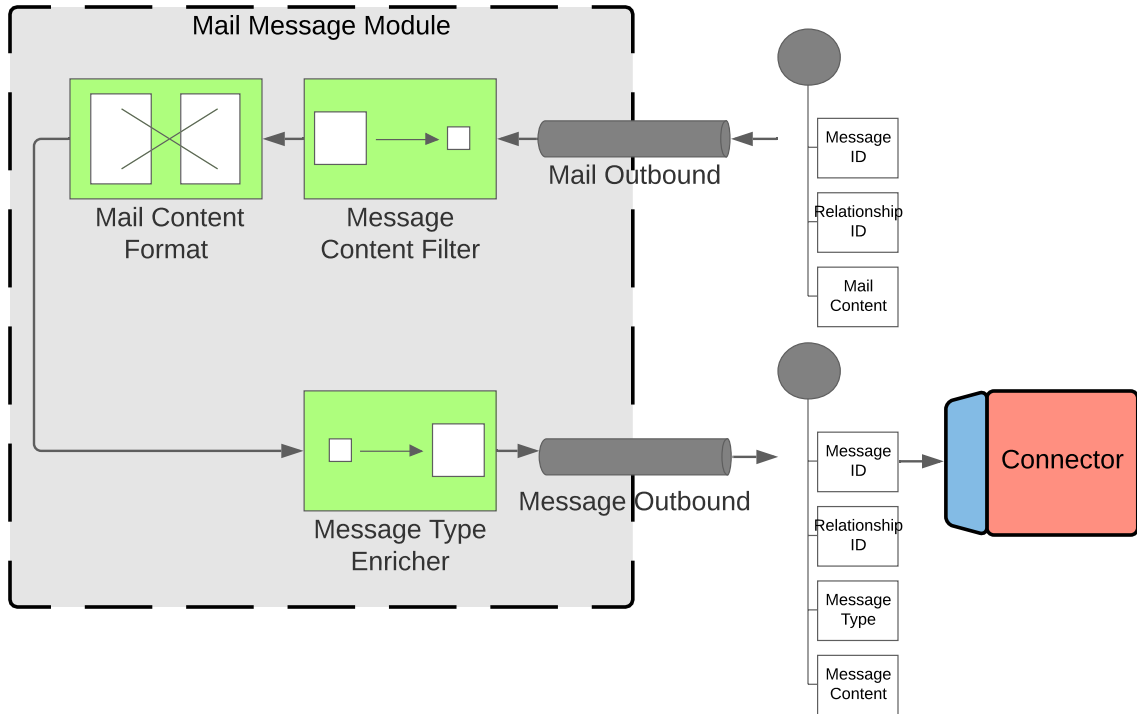 Mail Message Module
Mail Content
Format
Message
Content Filter
Mail Outbound
Message
ID
Relationship
ID
Mail
Content
Message Type
Enricher
Message Outbound
Message
ID
Relationship
ID
Message
Type
Message
Content
Connector